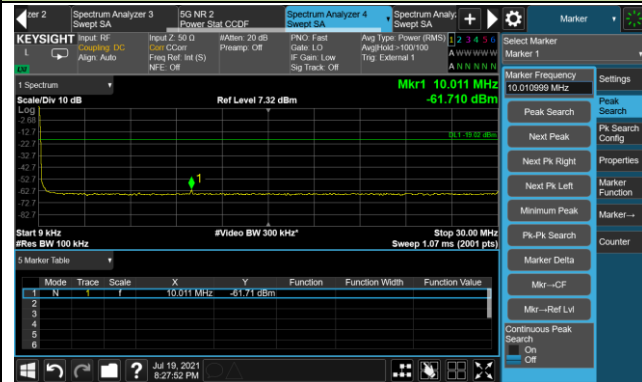 zer 2
Spectrum Analyzer 3
Swept SA
5G NR 2
Power Stat CCDF
Spectrum Analyzer 4
Swept SA
Spectrum Analy
Swept SA
Marker
KEYSIGHT
L
Input: RF
Coupling: DC
Align: Auto
Input Z: 50 Ω
Corr CCorr
Freq Ref: Int (S)
NFE: Off
#Atten: 20 dB
Preamp: Off
PNO: Fast
Gate: LO
IF Gain: Low
Sig Track: Off
Avg Type: Power (RMS)
Avg|Hold:>100/100
Trig: External 1
1 2 3 4 5 6
A W W W W W
A N N N N N
Select Marker
Marker 1
1 Spectrum
Mkr1 10.011 MHz
-61.710 dBm
Scale/Div 10 dB
Ref Level 7.32 dBm
Log
-2.68
-12.7
-22.7
-32.7
-42.7
-52.7
-62.7
-72.7
-82.7
DL1 -19.02 dBm
1
Start 9 kHz
#Res BW 100 kHz
#Video BW 300 kHz*
Stop 30.00 MHz
Sweep 1.07 ms (2001 pts)
5 Marker Table
Mode Trace Scale X Y Function Function Width Function Value
1 N 1 f 10.011 MHz -61.71 dBm
2
3
4
5
6
Marker Frequency
10.010999 MHz
Peak Search
Next Peak
Next Pk Right
Next Pk Left
Minimum Peak
Pk-Pk Search
Marker Delta
Mkr→CF
Mkr→Ref Lvl
Continuous Peak
Search
On
Off
Settings
Peak
Search
Pk Search
Config
Properties
Marker
Function
Marker→
Counter
?
Jul 19, 2021
8:27:52 PM